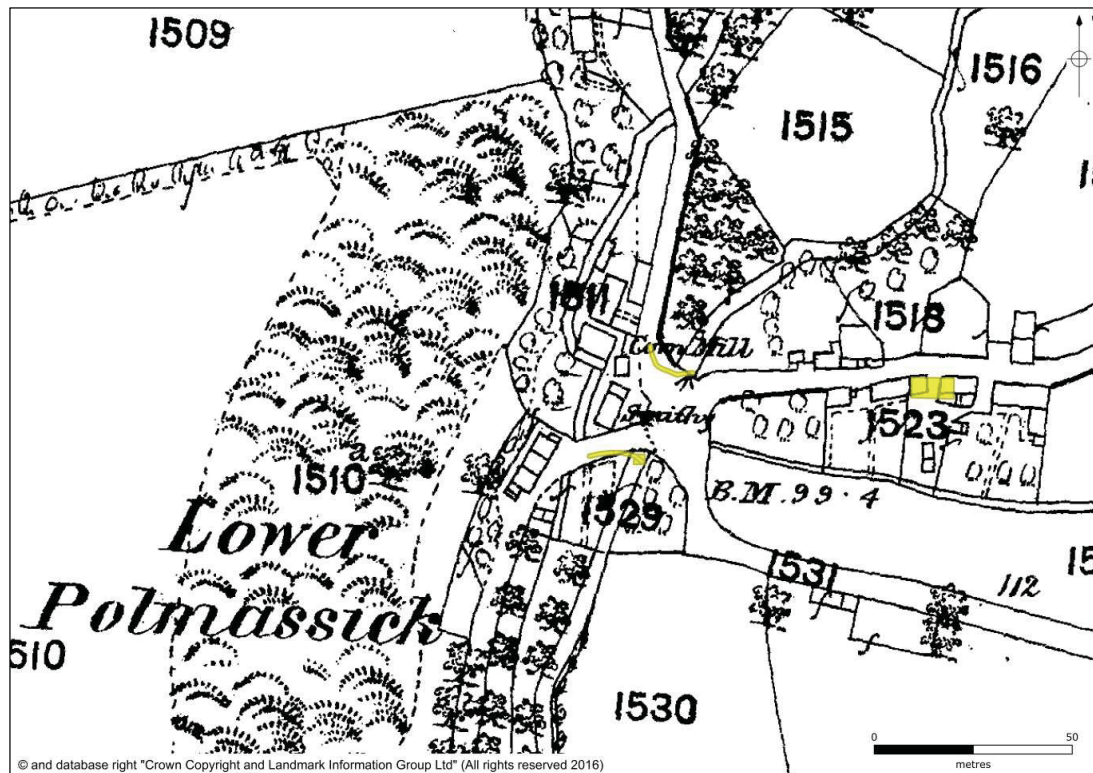 1509
1516
1515
1511
1518
Corn Mill
Smithy
1523
a
1510
B.M. 99.4
1529
Lower
Polmassick
1531
112
510
1530
0 50
metres
© and database right "Crown Copyright and Landmark Information Group Ltd" (All rights reserved 2016)